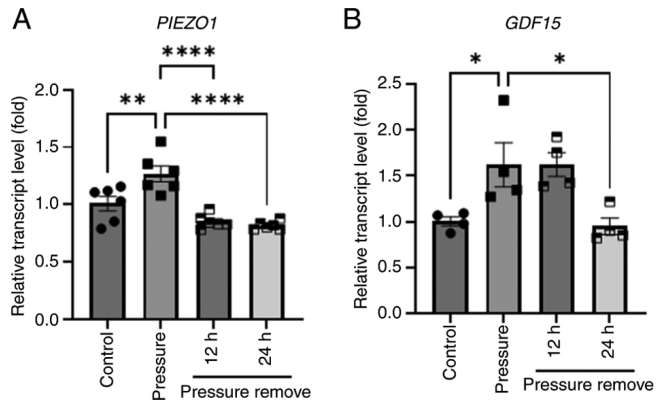 A
PIEZO1
****
**
****
Relative transcript level (fold)
2.0
1.5
1.0
0.5
0.0
Control
Pressure
12 h
24 h
Pressure remove
B
GDF15
*
*
Relative transcript level (fold)
2.5
2.0
1.5
1.0
0.5
0.0
Control
Pressure
12 h
24 h
Pressure remove